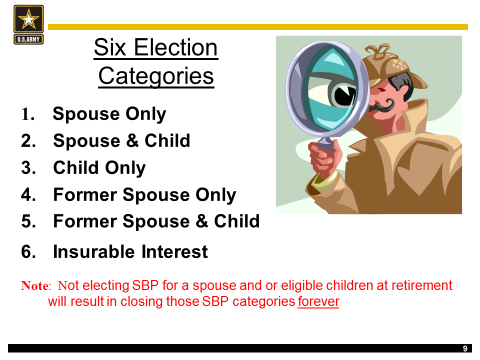 U.S.ARMY
Six Election
Categories
1. Spouse Only
2. Spouse & Child
3. Child Only
4. Former Spouse Only
5. Former Spouse & Child
6. Insurable Interest
Note: Not electing SBP for a spouse and or eligible children at retirement
will result in closing those SBP categories forever
9